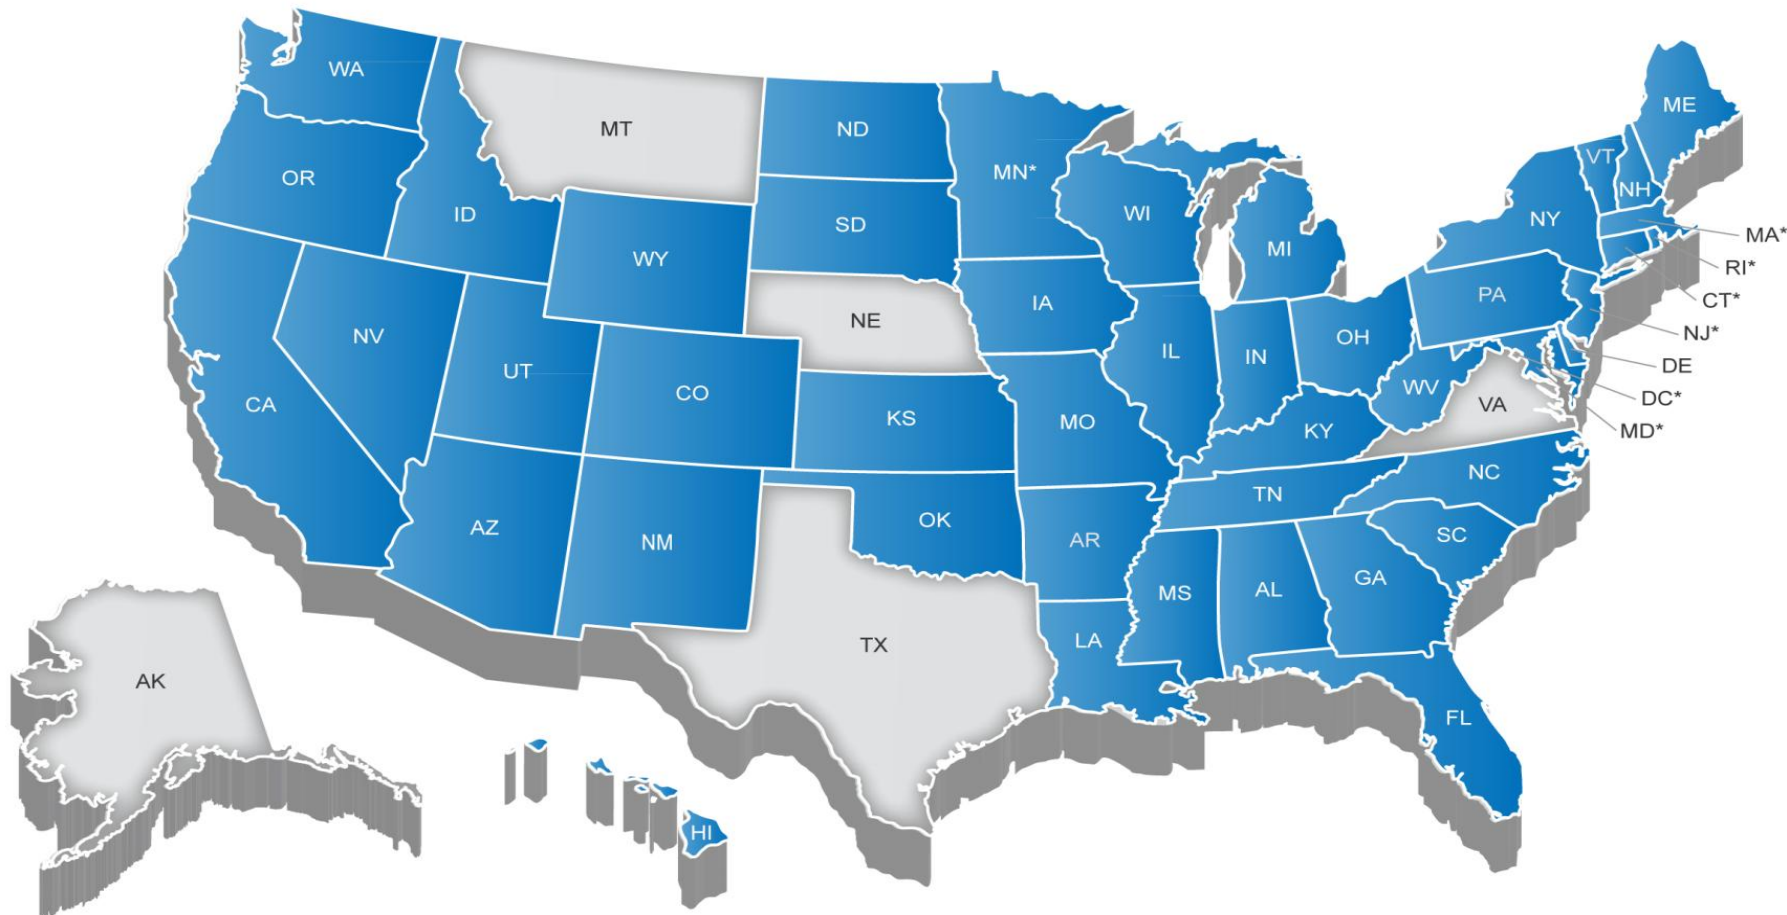 WA
MT
ND
MN*
ME
VT
NH
OR
ID
SD
WI
MI
NY
MA*
RI*
CT*
NJ*
WY
IA
NE
PA
NV
UT
CO
IL
IN
OH
DE
DC*
MD*
CA
KS
MO
KY
WV
VA
AZ
NM
OK
AR
TN
NC
SC
MS
AL
GA
TX
LA
FL
AK
HI